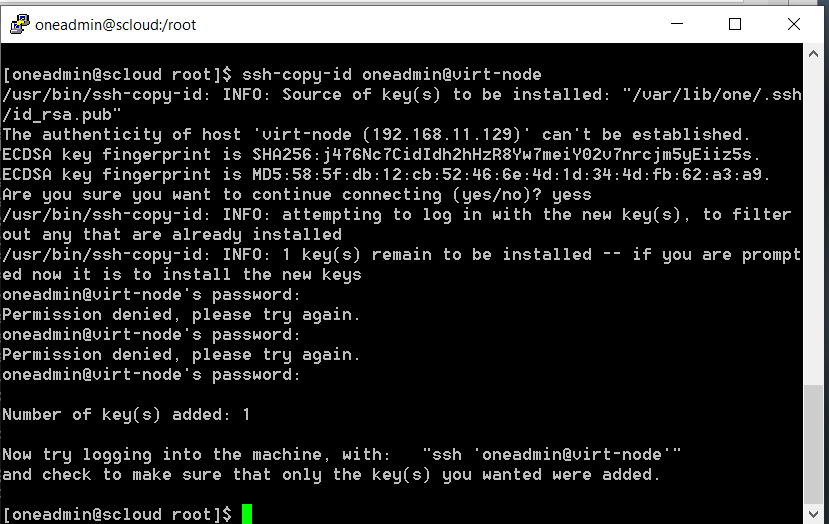 oneadmin@scloud:/root
[oneadmin@scloud root]$ ssh-copy-id oneadmin@virt-node
/usr/bin/ssh-copy-id: INFO: Source of key(s) to be installed: "/var/lib/one/.ssh
/id_rsa.pub"
The authenticity of host 'virt-node (192.168.11.129)' can't be established.
ECDSA key fingerprint is SHA256:j476Nc7CidIdh2hHzR8Yw7meiY02v7nrcjm5yEiiz5s.
ECDSA key fingerprint is MD5:58:5f:db:12:cb:52:46:6e:4d:1d:34:4d:fb:62:a3:a9.
Are you sure you want to continue connecting (yes/no)? yess
/usr/bin/ssh-copy-id: INFO: attempting to log in with the new key(s), to filter
out any that are already installed
/usr/bin/ssh-copy-id: INFO: 1 key(s) remain to be installed -- if you are prompt
ed now it is to install the new keys
oneadmin@virt-node's password:
Permission denied, please try again.
oneadmin@virt-node's password:
Permission denied, please try again.
oneadmin@virt-node's password:
Number of key(s) added: 1
Now try logging into the machine, with:   "ssh 'oneadmin@virt-node'"
and check to make sure that only the key(s) you wanted were added.
[oneadmin@scloud root]$